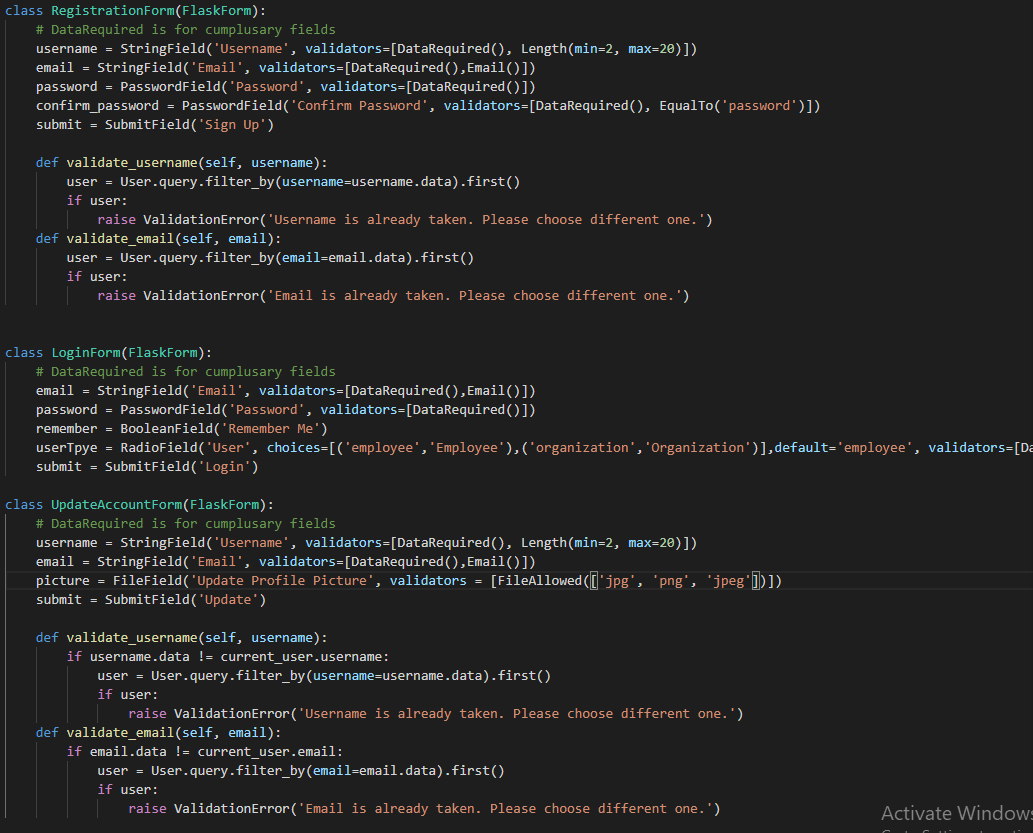 class RegistrationForm(FlaskForm):
    # DataRequired is for cumplusary fields
    username = StringField('Username', validators=[DataRequired(), Length(min=2, max=20)])
    email = StringField('Email', validators=[DataRequired(),Email()])
    password = PasswordField('Password', validators=[DataRequired()])
    confirm_password = PasswordField('Confirm Password', validators=[DataRequired(), EqualTo('password')])
    submit = SubmitField('Sign Up')
    def validate_username(self, username):
        user = User.query.filter_by(username=username.data).first()
        if user:
            raise ValidationError('Username is already taken. Please choose different one.')
    def validate_email(self, email):
        user = User.query.filter_by(email=email.data).first()
        if user:
            raise ValidationError('Email is already taken. Please choose different one.')
class LoginForm(FlaskForm):
    # DataRequired is for cumplusary fields
    email = StringField('Email', validators=[DataRequired(),Email()])
    password = PasswordField('Password', validators=[DataRequired()])
    remember = BooleanField('Remember Me')
    userTpye = RadioField('User', choices=[('employee','Employee'),('organization','Organization')],default='employee', validators=[Da
    submit = SubmitField('Login')
class UpdateAccountForm(FlaskForm):
    # DataRequired is for cumplusary fields
    username = StringField('Username', validators=[DataRequired(), Length(min=2, max=20)])
    email = StringField('Email', validators=[DataRequired(),Email()])
    picture = FileField('Update Profile Picture', validators = [FileAllowed(['jpg', 'png', 'jpeg'])])
    submit = SubmitField('Update')
    def validate_username(self, username):
        if username.data != current_user.username:
            user = User.query.filter_by(username=username.data).first()
            if user:
                raise ValidationError('Username is already taken. Please choose different one.')
    def validate_email(self, email):
        if email.data != current_user.email:
            user = User.query.filter_by(email=email.data).first()
            if user:
                raise ValidationError('Email is already taken. Please choose different one.')
Activate Windows